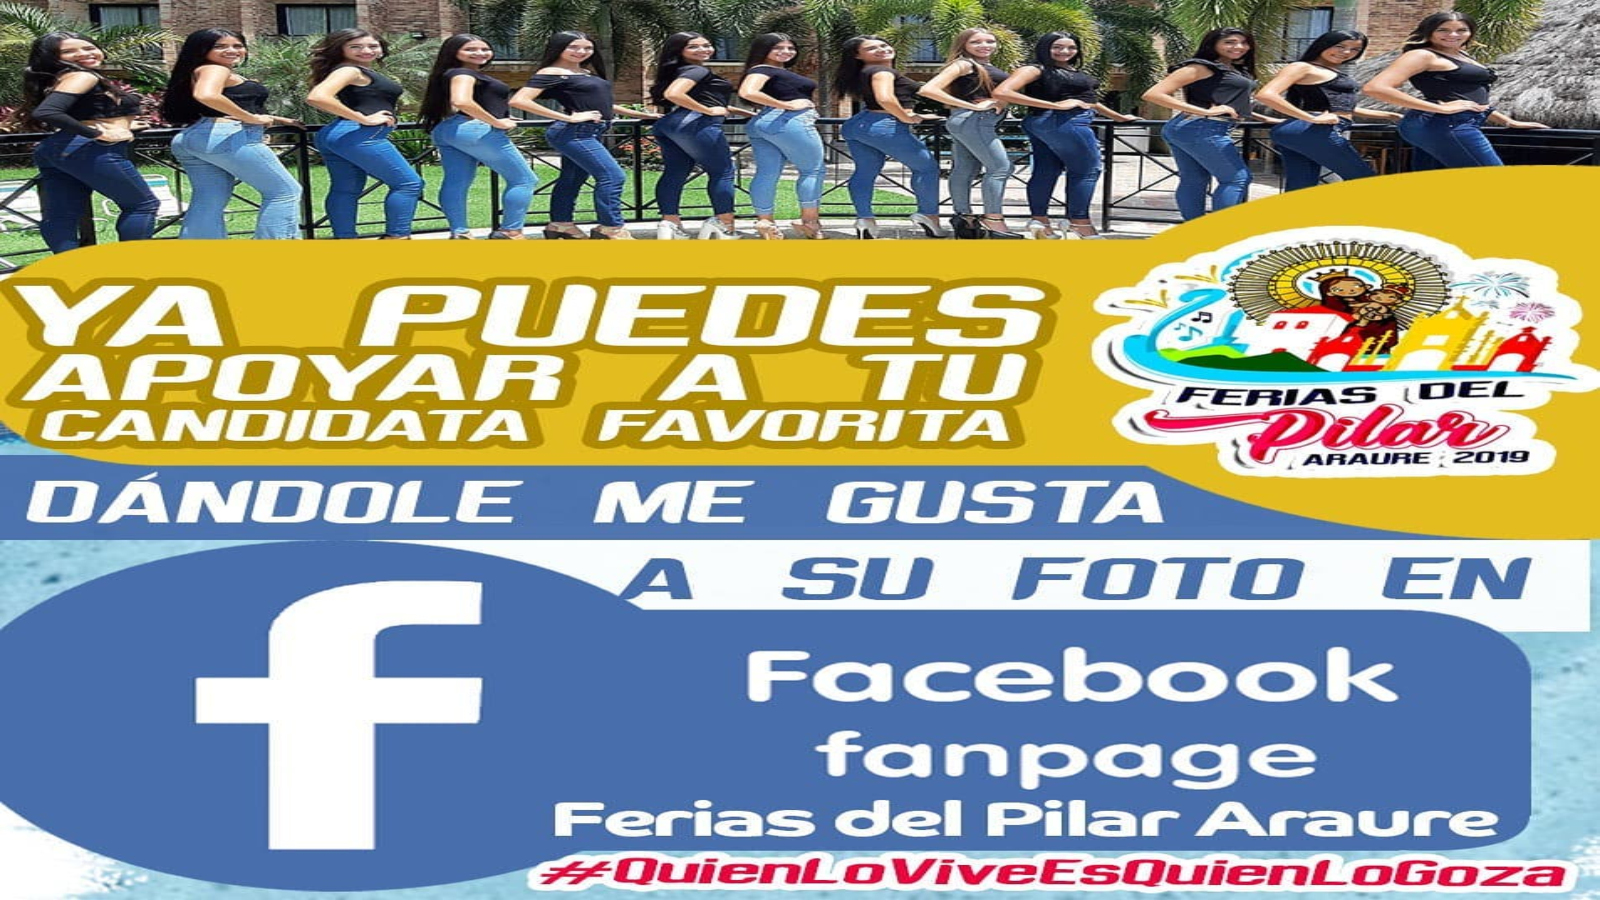 YA PUEDES
APOYAR A TU
CANDIDATA FAVORITA
FERIAS DEL
Pilar
ARAURE 2019
DÁNDOLE ME GUSTA
A SU FOTO EN
f
Facebook
fanpage
Ferias del Pilar Araure
#QuienLoViveEsQuienLoGoza